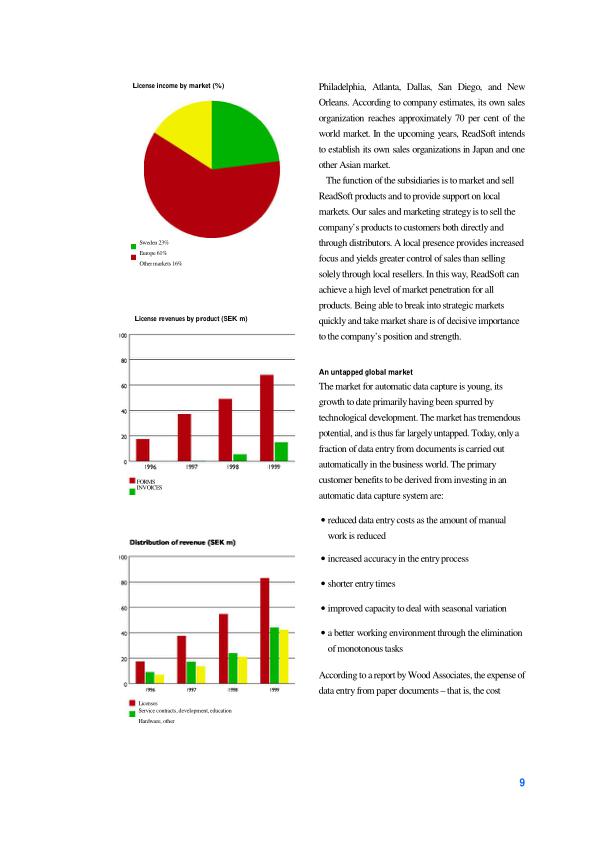 License income by market (%)
Sweden 23%
Europe 61%
Other markets 16%
License revenues by product (SEK m)
100
80
60
40
20
0
1996
1997
1998
1999
FORMS
INVOICES
Distribution of revenue (SEK m)
100
80
60
40
20
0
1996
1997
1998
1999
Licenses
Service contracts, development, education
Hardware, other
Philadelphia, Atlanta, Dallas, San Diego, and New
Orleans. According to company estimates, its own sales
organization reaches approximately 70 per cent of the
world market. In the upcoming years, ReadSoft intends
to establish its own sales organizations in Japan and one
other Asian market.
The function of the subsidiaries is to market and sell
ReadSoft products and to provide support on local
markets. Our sales and marketing strategy is to sell the
company's products to customers both directly and
through distributors. A local presence provides increased
focus and yields greater control of sales than selling
solely through local resellers. In this way, ReadSoft can
achieve a high level of market penetration for all
products. Being able to break into strategic markets
quickly and take market share is of decisive importance
to the company's position and strength.
An untapped global market
The market for automatic data capture is young, its
growth to date primarily having been spurred by
technological development. The market has tremendous
potential, and is thus far largely untapped. Today, only a
fraction of data entry from documents is carried out
automatically in the business world. The primary
customer benefits to be derived from investing in an
automatic data capture system are:
• reduced data entry costs as the amount of manual
work is reduced
• increased accuracy in the entry process
• shorter entry times
• improved capacity to deal with seasonal variation
• a better working environment through the elimination
of monotonous tasks
According to a report by Wood Associates, the expense of
data entry from paper documents – that is, the cost
9